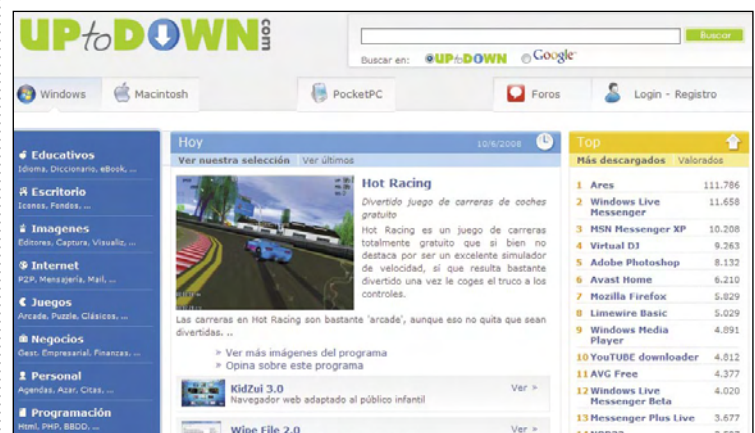 UPtoDOWN.com
Buscar
Buscar en: UPtoDOWN Google
Windows
Macintosh
PocketPC
Foros
Login - Registro
Educativos
Idioma, Diccionario, eBook, ...
Escritorio
Iconos, Fondos, ...
Imagenes
Editores, Captura, Visualiz, ...
Internet
P2P, Mensajería, Mail, ...
Juegos
Arcade, Puzzle, Clásicos, ...
Negocios
Gest. Empresarial, Finanzas, ...
Personal
Agendas, Azar, Citas, ...
Programación
Html, PHP, BBDD, ...
Hoy 10/6/2008
Ver nuestra selección Ver últimos
Hot Racing
Divertido juego de carreras de coches
gratuito
Hot Racing es un juego de carreras
totalmente gratuito que si bien no
destaca por ser un excelente simulador
de velocidad, sí que resulta bastante
divertido una vez le coges el truco a los
controles.
Las carreras en Hot Racing son bastante 'arcade', aunque eso no quita que sean
divertidas. ..
» Ver más imágenes del programa
» Opina sobre este programa
KidZui 3.0 Ver »
Navegador web adaptado al público infantil
Wipe File 2.0 Ver »
Top
Más descargados Valorados
1 Ares 111.786
2 Windows Live 11.658
Messenger
3 MSN Messenger XP 10.208
4 Virtual DJ 9.263
5 Adobe Photoshop 8.132
6 Avast Home 6.210
7 Mozilla Firefox 5.829
8 Limewire Basic 5.029
9 Windows Media 4.891
Player
10 YouTUBE downloader 4.812
11 AVG Free 4.377
12 Windows Live 4.020
Messenger Beta
13 Messenger Plus Live 3.677